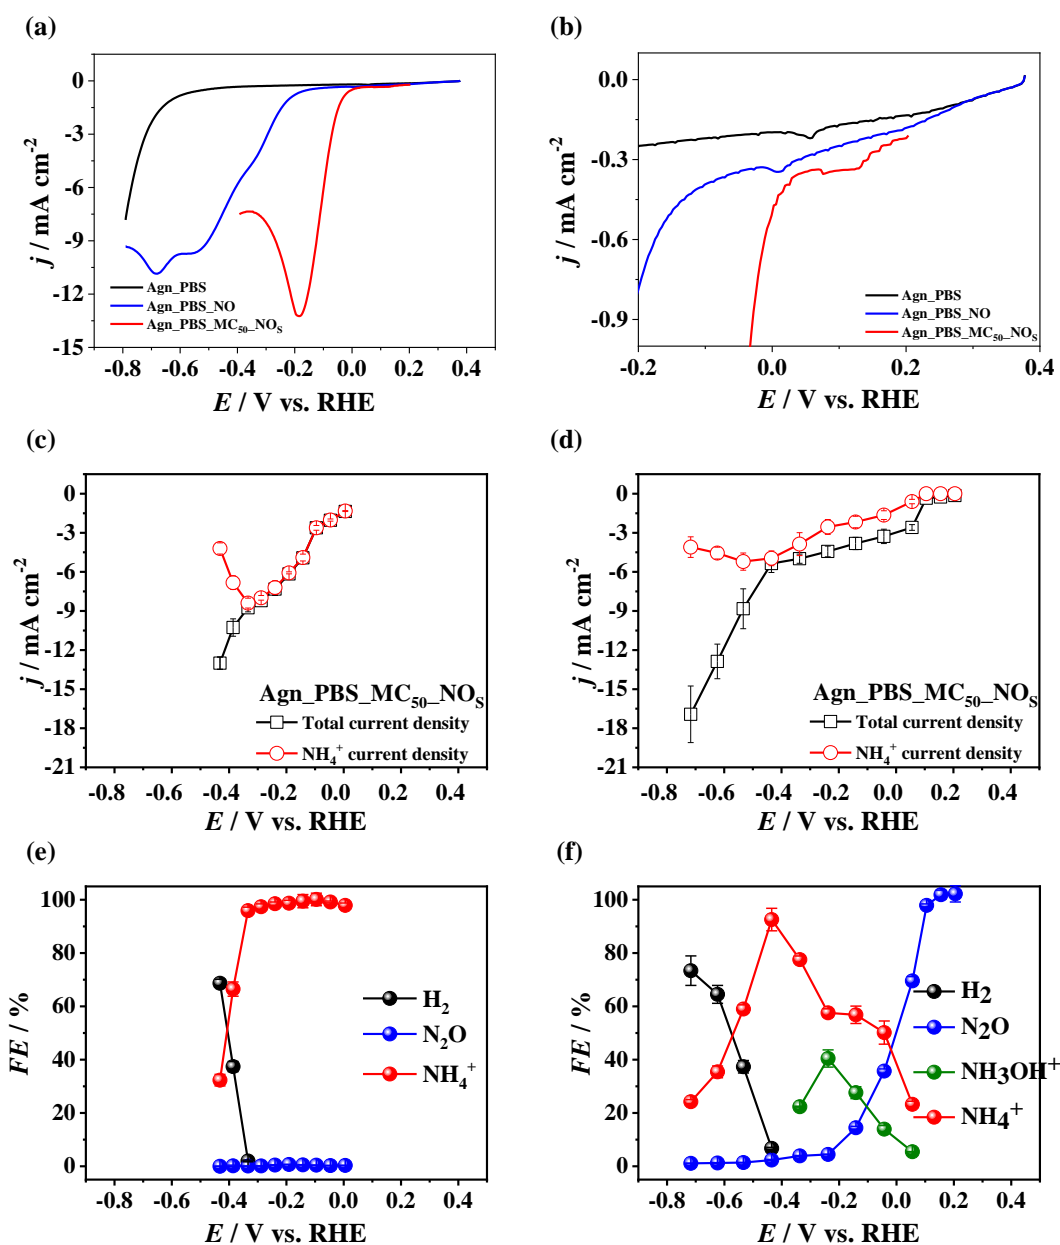 (a)
0
-3
-6
-9
-12
-15
j / mA cm⁻²
Agn_PBS
Agn_PBS_NO
Agn_PBS_MC₅₀_NOₛ
-0.8 -0.6 -0.4 -0.2 0.0 0.2 0.4
E / V vs. RHE
(b)
0.0
-0.3
-0.6
-0.9
j / mA cm⁻²
Agn_PBS
Agn_PBS_NO
Agn_PBS_MC₅₀_NOₛ
-0.2 0.0 0.2 0.4
E / V vs. RHE
(c)
0
-3
-6
-9
-12
-15
-18
-21
j / mA cm⁻²
Agn_PBS_MC₅₀_NOₛ
Total current density
NH₄⁺ current density
-0.8 -0.6 -0.4 -0.2 0.0 0.2 0.4
E / V vs. RHE
(d)
0
-3
-6
-9
-12
-15
-18
-21
j / mA cm⁻²
Agn_PBS_MC₅₀_NOₛ
Total current density
NH₄⁺ current density
-0.8 -0.6 -0.4 -0.2 0.0 0.2 0.4
E / V vs. RHE
(e)
100
80
60
40
20
0
FE / %
H₂
N₂O
NH₄⁺
-0.8 -0.6 -0.4 -0.2 0.0 0.2 0.4
E / V vs. RHE
(f)
100
80
60
40
20
0
FE / %
H₂
N₂O
NH₃OH⁺
NH₄⁺
-0.8 -0.6 -0.4 -0.2 0.0 0.2 0.4
E / V vs. RHE